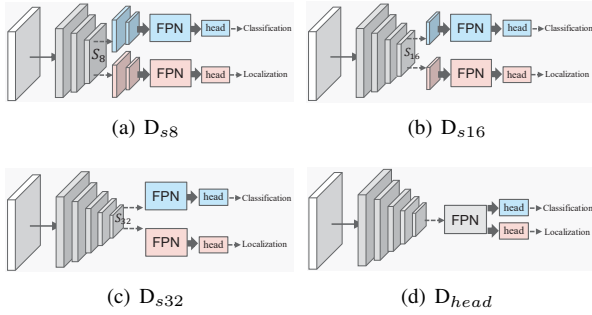 S8 FPN head Classification
FPN head Localization
(a) Ds8
S16 FPN head Classification
FPN head Localization
(b) Ds16
S32 FPN head Classification
FPN head Localization
(c) Ds32
FPN head Classification
head Localization
(d) Dhead